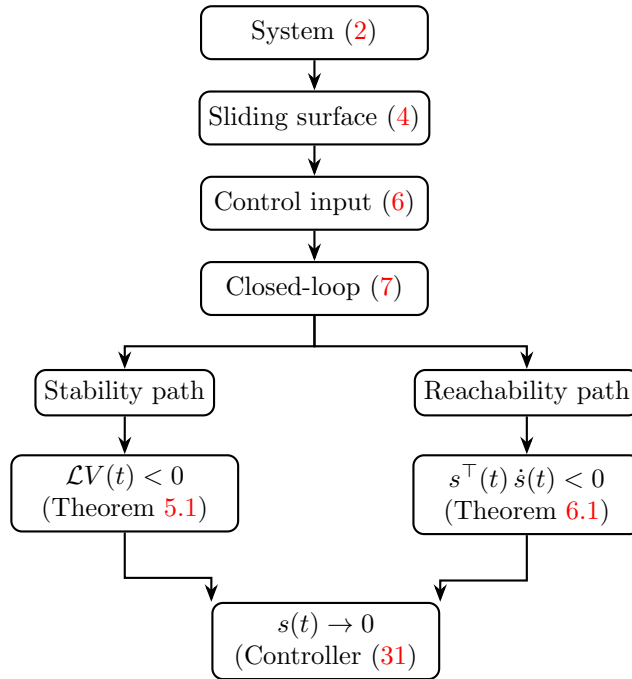 System (2)
Sliding surface (4)
Control input (6)
Closed-loop (7)
Stability path
Reachability path
ℒV(t) < 0
(Theorem 5.1)
s⊤(t) ṡ(t) < 0
(Theorem 6.1)
s(t) → 0
(Controller (31)